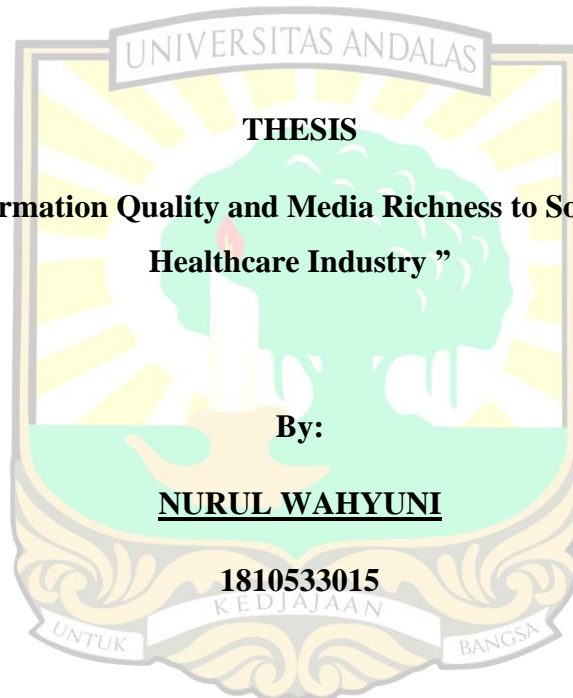 UNIVERSITAS ANDALAS
THESIS
rmation Quality and Media Richness to So
Healthcare Industry ”
By:
NURUL WAHYUNI
1810533015
UNTUK KEDJAJAAN BANGSA